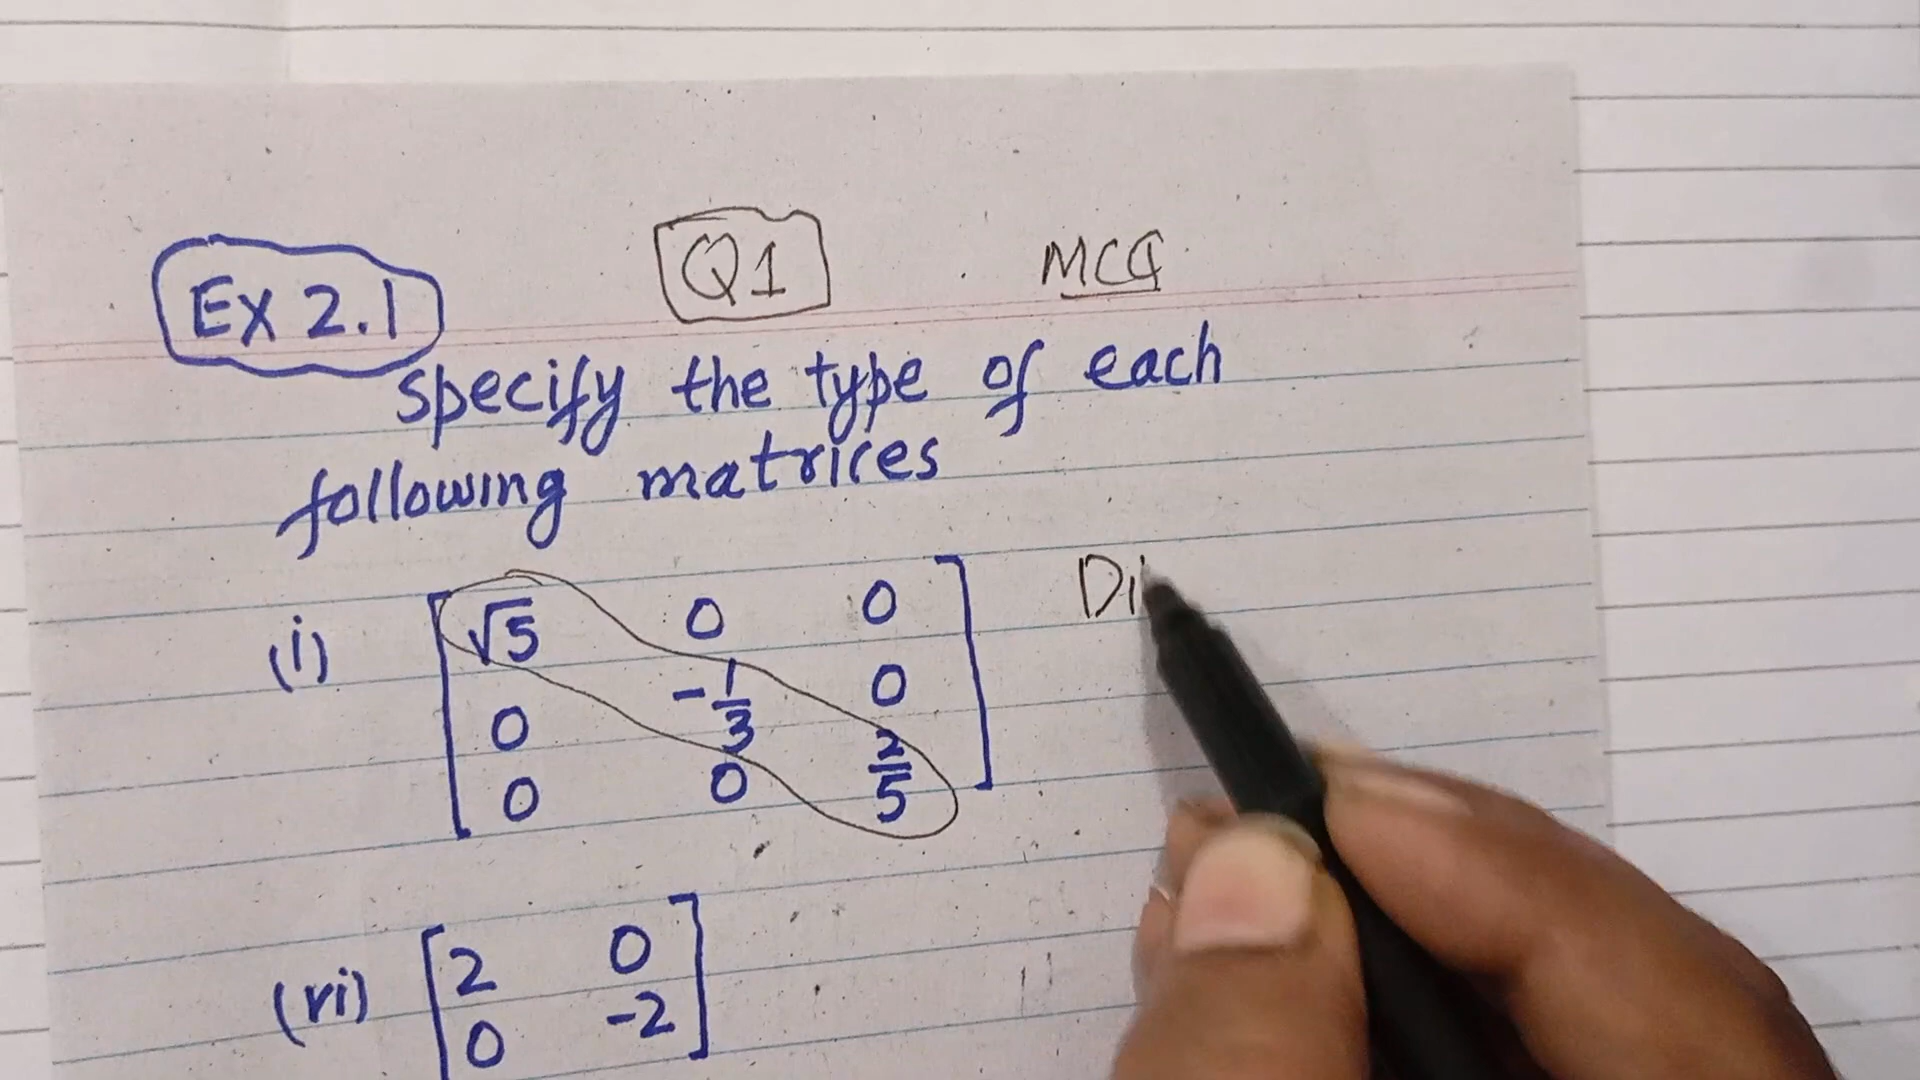 Q1 MCQ
Ex 2.1
specify the type of each
following matrices
(i) [√5 0 0
0 -1/3 0
0 0 2/5]
Di
(vi) [2 0
0 -2]